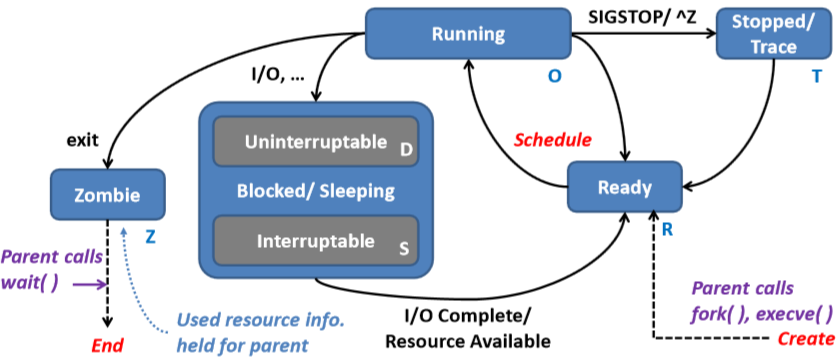 Running
O
SIGSTOP/ ^Z
Stopped/
Trace
T
I/O, ...
exit
Schedule
Uninterruptable D
Blocked/ Sleeping
Interruptable S
Zombie
Z
Ready
R
Parent calls
wait( )
End
Used resource info.
held for parent
I/O Complete/
Resource Available
Parent calls
fork( ), execve( )
Create